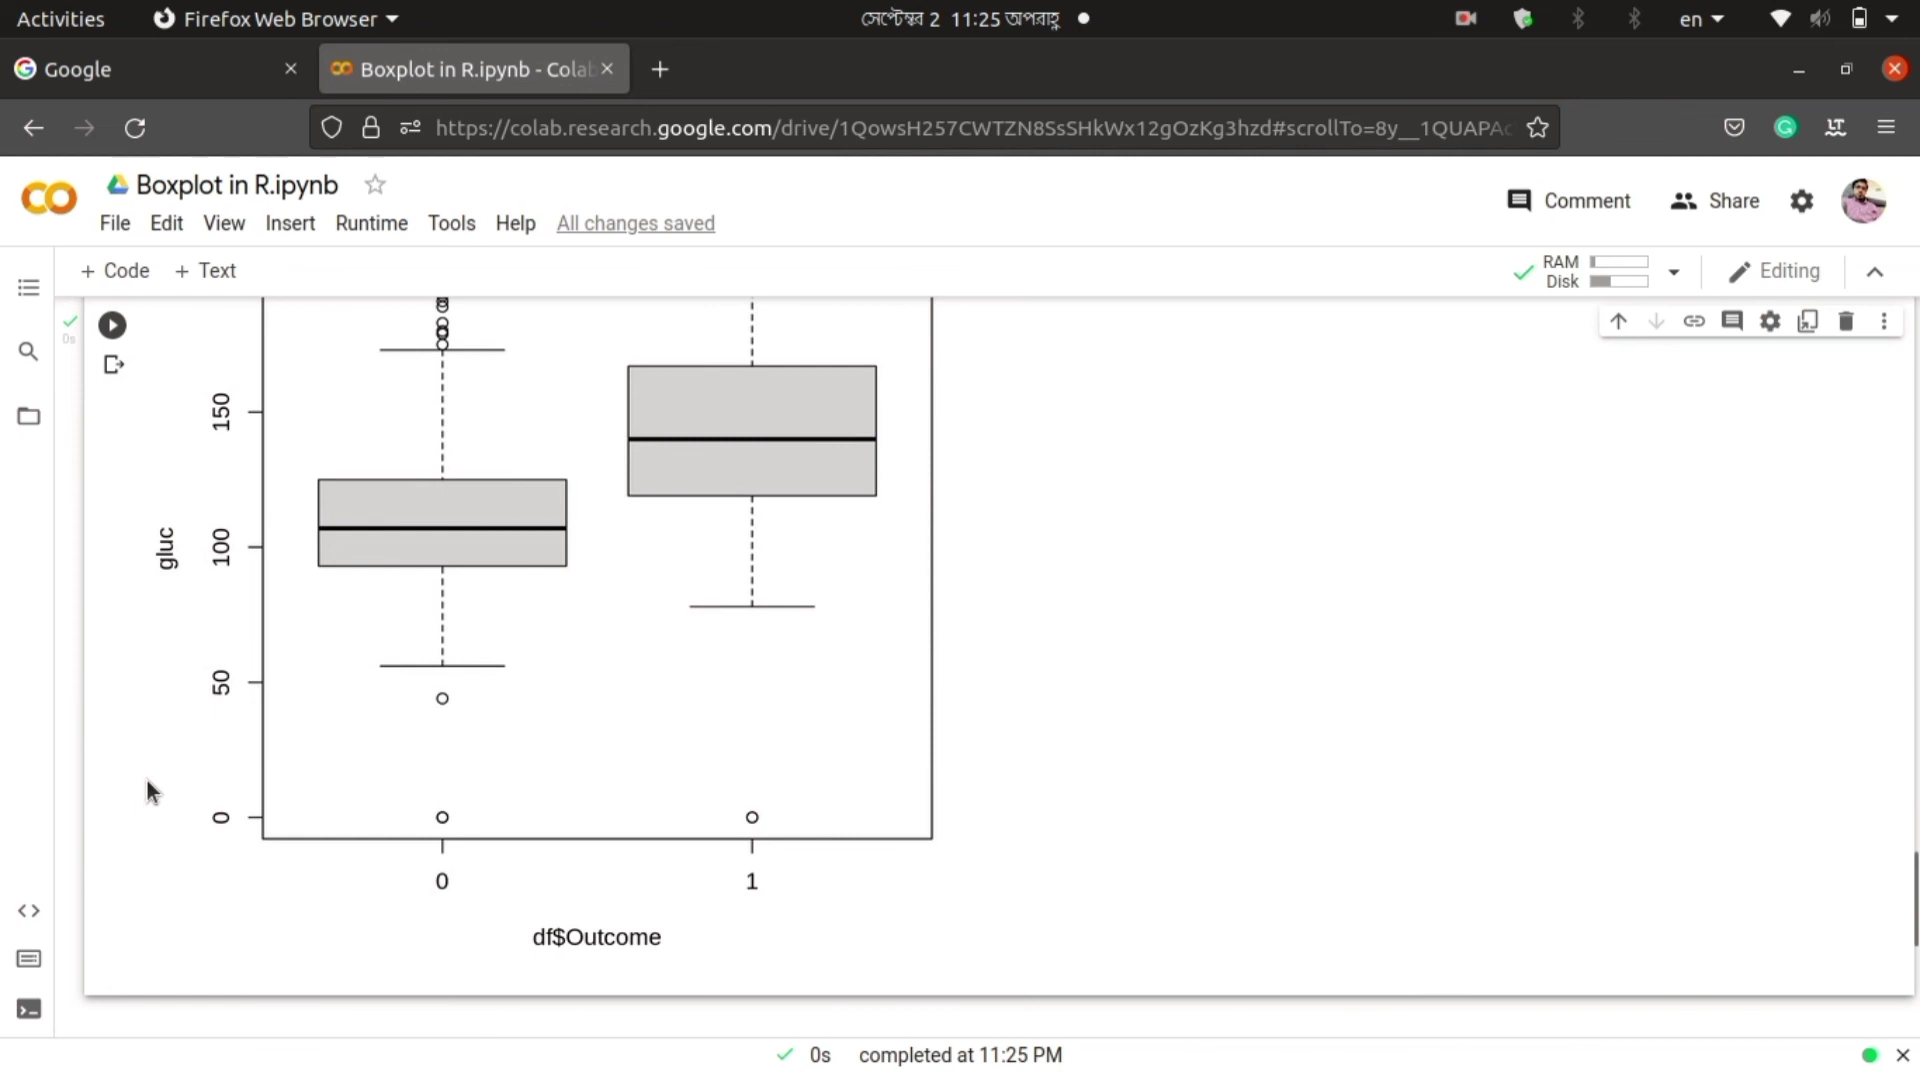 Activities Firefox Web Browser সেপ্টেম্বর 2 11:25 অপরাহ্ণ en
Google Boxplot in R.ipynb - Colab
https://colab.research.google.com/drive/1QowsH257CWTZN8SsSHkWx12gOzKg3hzd#scrollTo=8y__1QUAPAc
Boxplot in R.ipynb
Comment Share
File Edit View Insert Runtime Tools Help All changes saved
+ Code + Text
RAM
Disk
Editing
0s
150
100
50
0
gluc
0 1
df$Outcome
0s completed at 11:25 PM